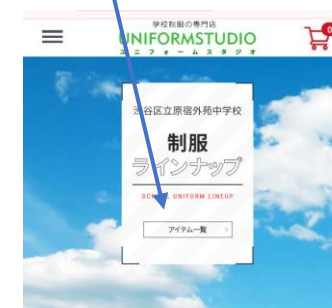 学校制服の専門店
UNIFORMSTUDIO
ユニフォームスタジオ
0
渋谷区立原宿外苑中学校
制服
ラインナップ
SCHOOL UNIFORM LINEUP
アイテム一覧